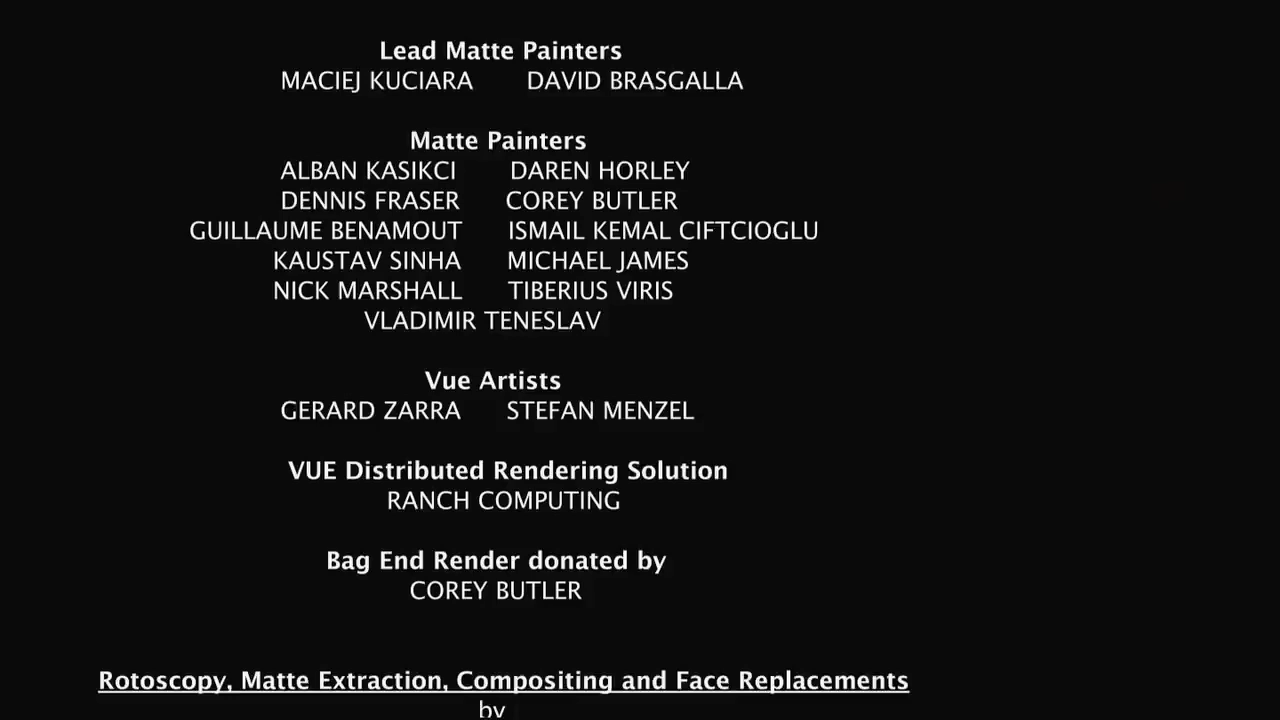 Lead Matte Painters
MACIEJ KUCIARA DAVID BRASGALLA
Matte Painters
ALBAN KASIKCI DAREN HORLEY
DENNIS FRASER COREY BUTLER
GUILLAUME BENAMOUT ISMAIL KEMAL CIFTCIOGLU
KAUSTAV SINHA MICHAEL JAMES
NICK MARSHALL TIBERIUS VIRIS
VLADIMIR TENESLAV
Vue Artists
GERARD ZARRA STEFAN MENZEL
VUE Distributed Rendering Solution
RANCH COMPUTING
Bag End Render donated by
COREY BUTLER
Rotoscopy, Matte Extraction, Compositing and Face Replacements
by